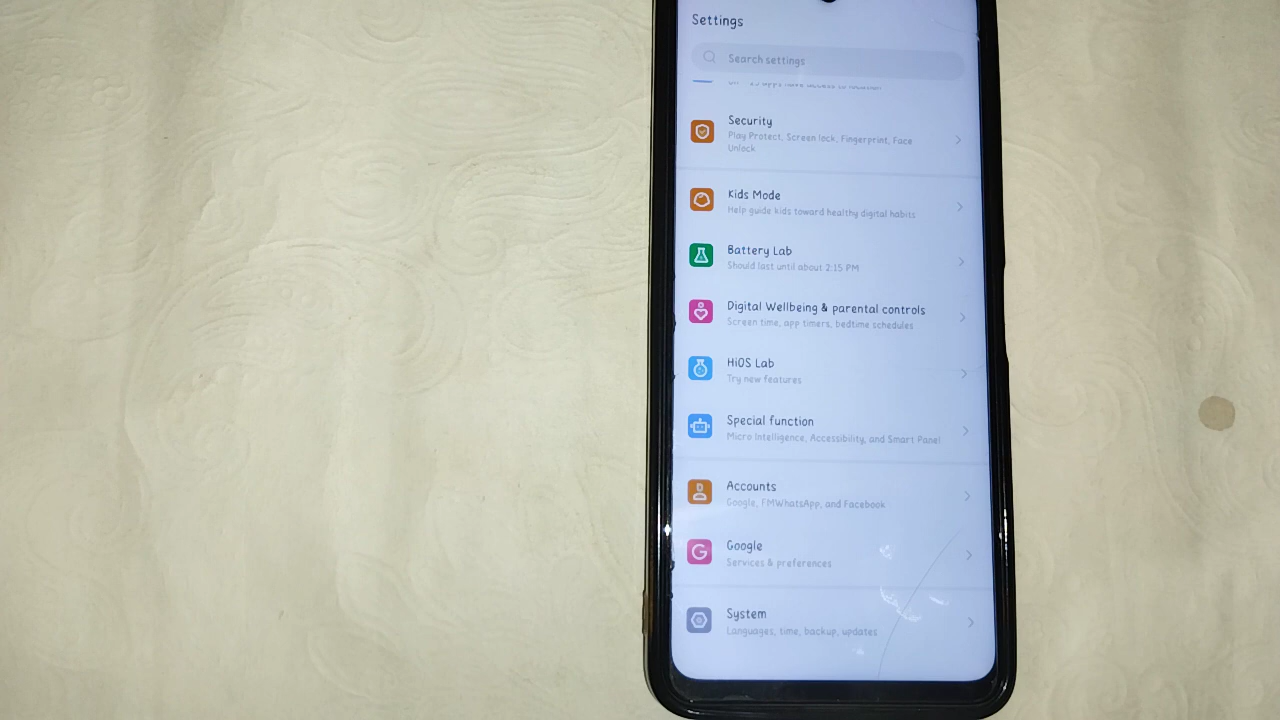 Settings
Search settings
Security
Play Protect, Screen lock, Fingerprint, Face
Unlock
Kids Mode
Help guide kids toward healthy digital habits
Battery Lab
Should last until about 2:15 PM
Digital Wellbeing & parental controls
Screen time, app timers, bedtime schedules
HiOS Lab
Try new features
Special function
Micro Intelligence, Accessibility, and Smart Panel
Accounts
Google, FMWhatsApp, and Facebook
Google
Services & preferences
System
Languages, time, backup, updates